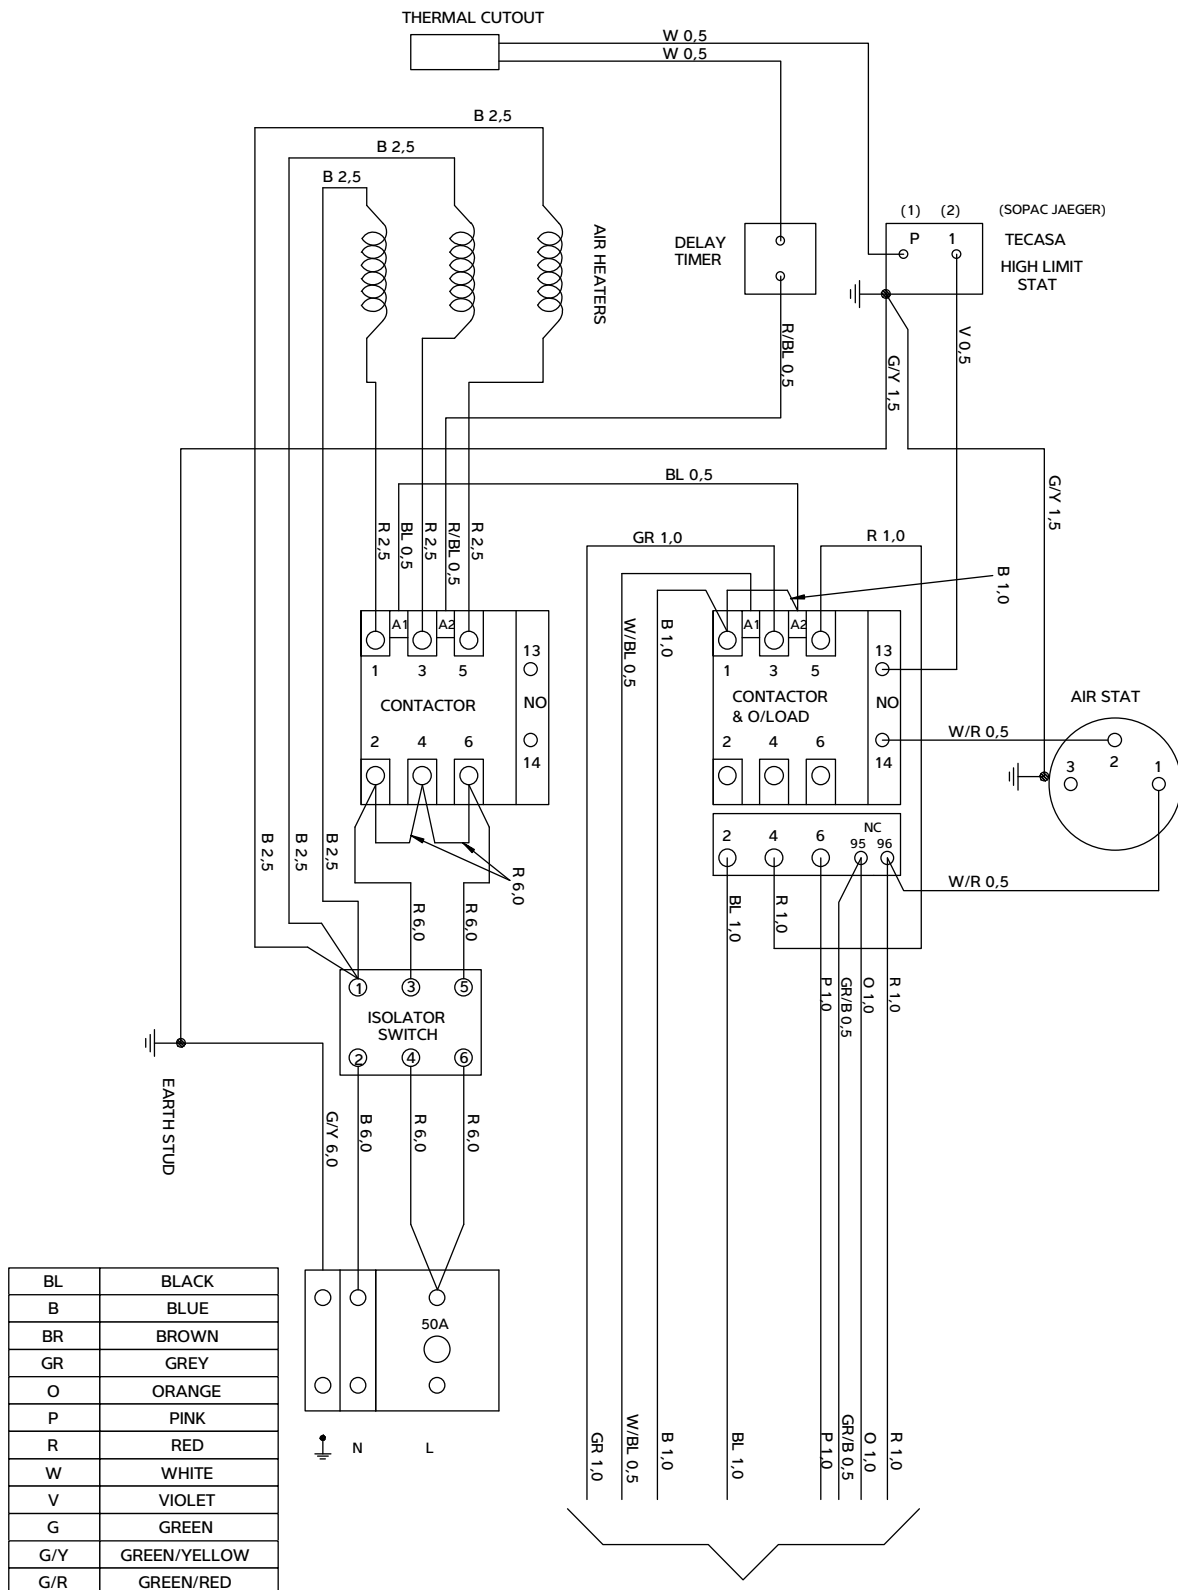 THERMAL CUTOUT
W 0,5
W 0,5
B 2,5
B 2,5
B 2,5
AIR HEATERS
DELAY
TIMER
(1) (2) (SOPAC JAEGER)
P 1 TECASA
HIGH LIMIT
STAT
R/BL 0,5
G/Y 1,5
V 0,5
G/Y 1,5
BL 0,5
R 2,5
BL 0,5
R 2,5
R/BL 0,5
R 2,5
GR 1,0
R 1,0
B 1,0
W/BL 0,5
B 1,0
A1 A2
1 3 5 13
CONTACTOR NO
2 4 6 14
A1 A2
1 3 5 13
CONTACTOR
& O/LOAD
NO
2 4 6 14
AIR STAT
W/R 0,5
3 2 1
NC
2 4 6 95 96
W/R 0,5
B 2,5
B 2,5
B 2,5
R 6,0
R 6,0
R 6,0
BL 1,0
R 1,0
P 1,0
GR/B 0,5
O 1,0
R 1,0
1 3 5
ISOLATOR
SWITCH
2 4 6
EARTH STUD
G/Y 6,0
B 6,0
R 6,0
R 6,0
50A
N L
GR 1,0
W/BL 0,5
B 1,0
BL 1,0
P 1,0
GR/B 0,5
O 1,0
R 1,0
BL BLACK
B BLUE
BR BROWN
GR GREY
O ORANGE
P PINK
R RED
W WHITE
V VIOLET
G GREEN
G/Y GREEN/YELLOW
G/R GREEN/RED